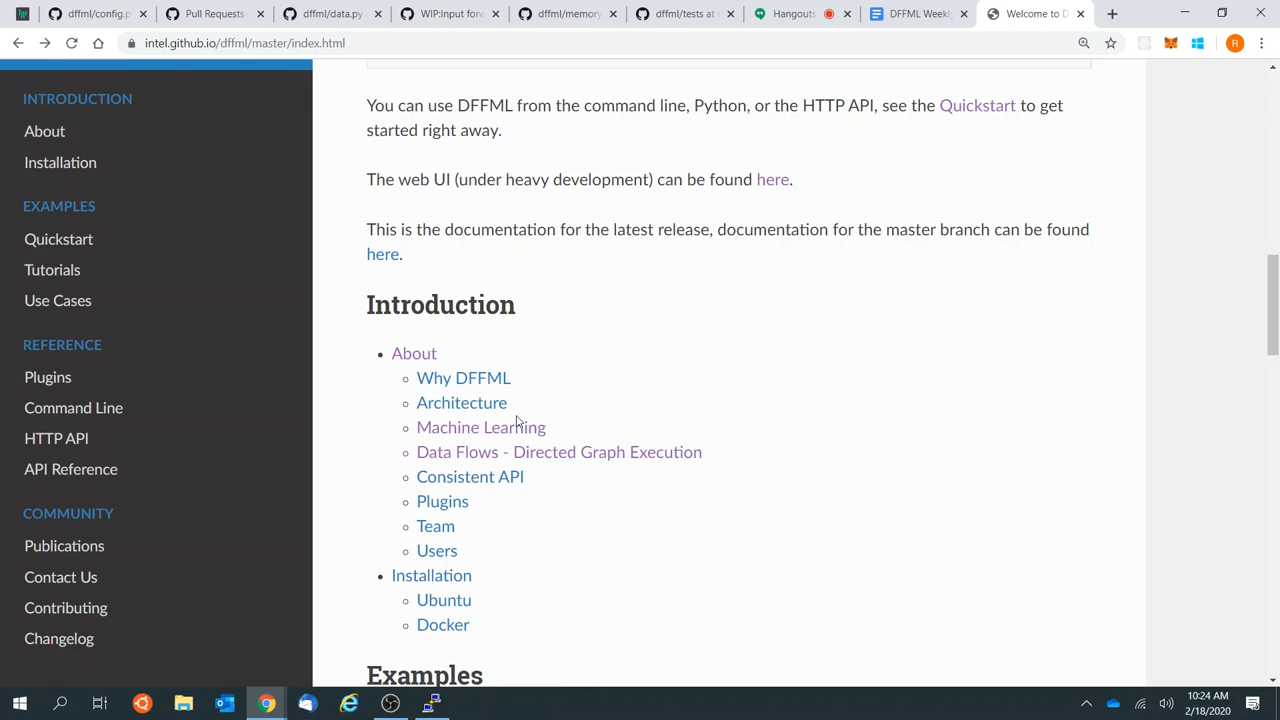 dffml/config.p
Pull Requests -
dffml/data.py
WIP:Input for
dffml/memory
dffml/tests at
Hangouts
DFFML Weekly
Welcome to D
intel.github.io/dffml/master/index.html
R
INTRODUCTION
About
Installation
EXAMPLES
Quickstart
Tutorials
Use Cases
REFERENCE
Plugins
Command Line
HTTP API
API Reference
COMMUNITY
Publications
Contact Us
Contributing
Changelog
You can use DFFML from the command line, Python, or the HTTP API, see the Quickstart to get
started right away.
The web UI (under heavy development) can be found here.
This is the documentation for the latest release, documentation for the master branch can be found
here.
Introduction
• About
◦ Why DFFML
◦ Architecture
◦ Machine Learning
◦ Data Flows - Directed Graph Execution
◦ Consistent API
◦ Plugins
◦ Team
◦ Users
• Installation
◦ Ubuntu
◦ Docker
Examples
10:24 AM
2/18/2020